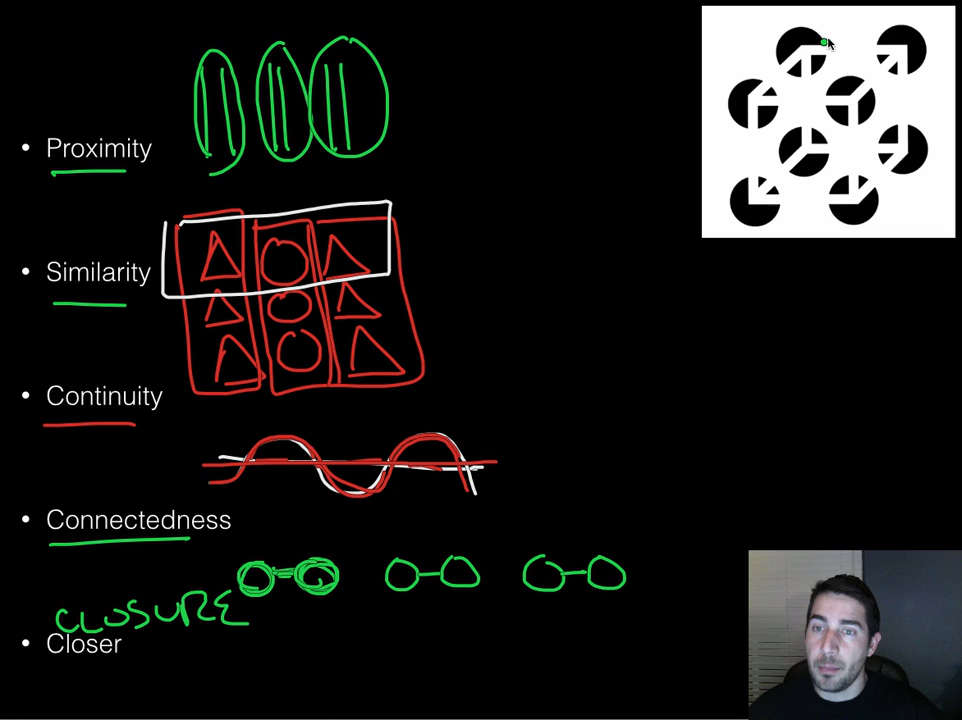 • Proximity
• Similarity
• Continuity
• Connectedness
CLOSURE
• Closer